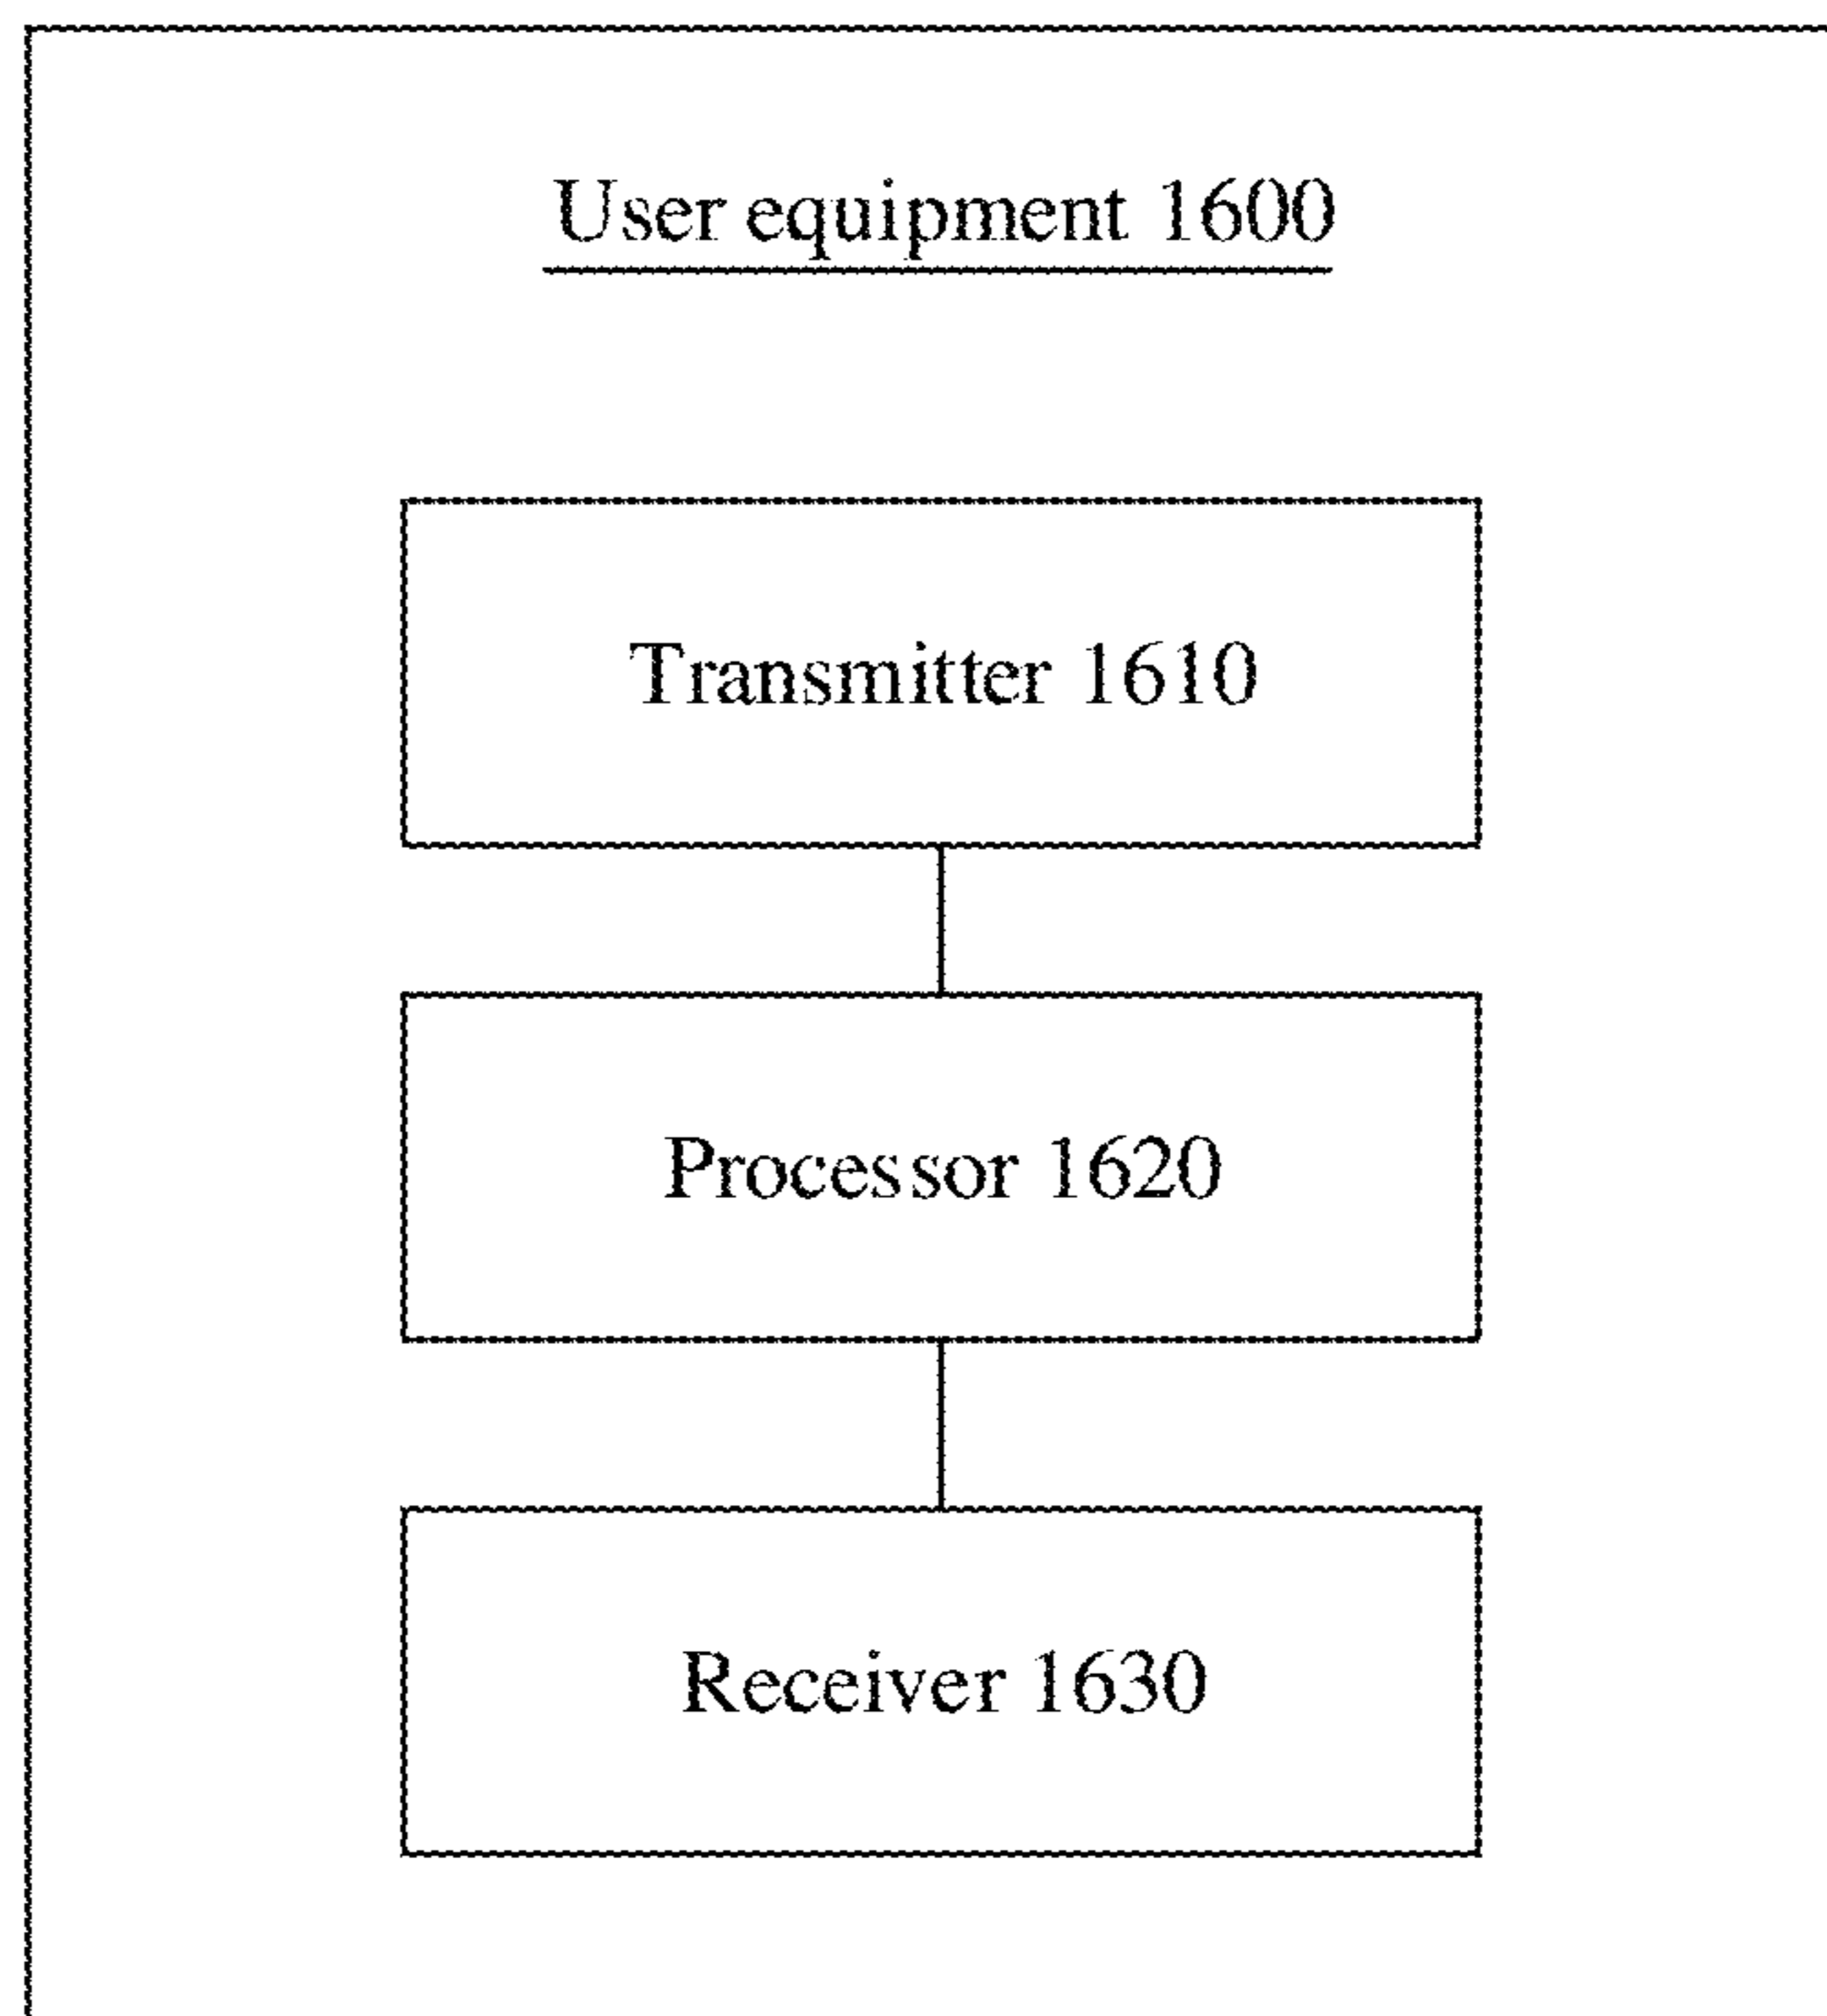 User equipment 1600
Transmitter 1610
Processor 1620
Receiver 1630